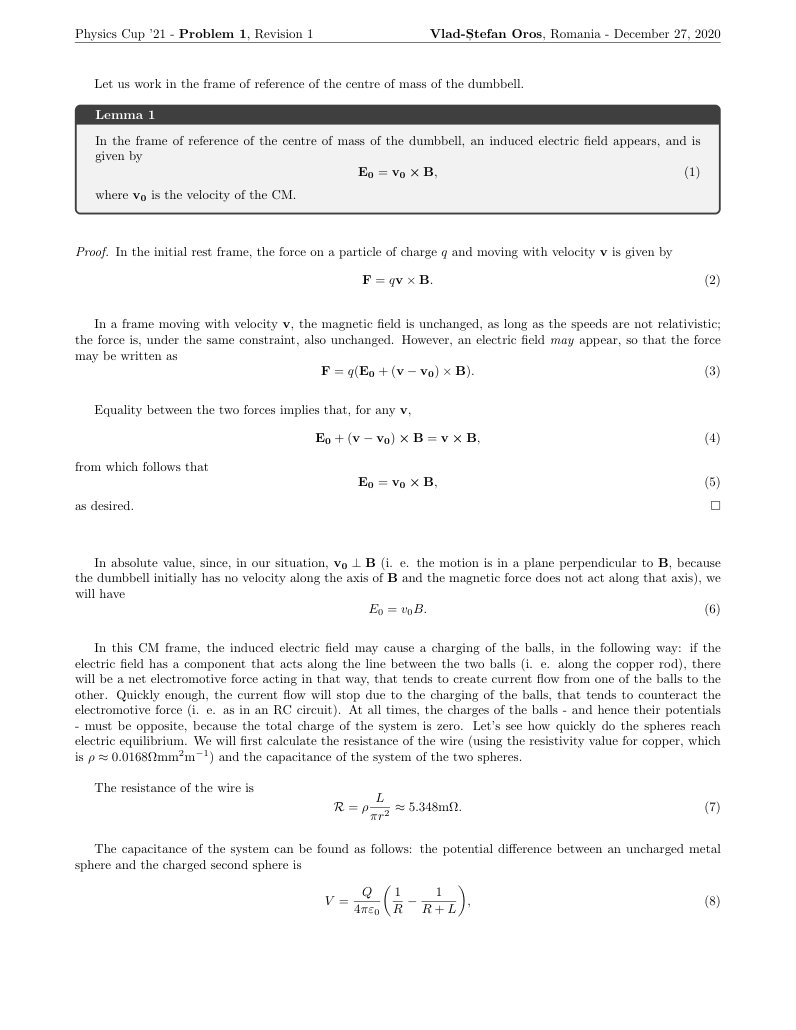 Physics Cup '21 - Problem 1, Revision 1 Vlad-Ștefan Oros, Romania - December 27, 2020
Let us work in the frame of reference of the centre of mass of the dumbbell.
Lemma 1
In the frame of reference of the centre of mass of the dumbbell, an induced electric field appears, and is
given by
E₀ = v₀ × B, (1)
where v₀ is the velocity of the CM.
Proof. In the initial rest frame, the force on a particle of charge q and moving with velocity v is given by
F = qv × B. (2)
In a frame moving with velocity v, the magnetic field is unchanged, as long as the speeds are not relativistic;
the force is, under the same constraint, also unchanged. However, an electric field may appear, so that the force
may be written as
F = q(E₀ + (v − v₀) × B). (3)
Equality between the two forces implies that, for any v,
E₀ + (v − v₀) × B = v × B, (4)
from which follows that
E₀ = v₀ × B, (5)
as desired. □
In absolute value, since, in our situation, v₀ ⊥ B (i. e. the motion is in a plane perpendicular to B, because
the dumbbell initially has no velocity along the axis of B and the magnetic force does not act along that axis), we
will have
E₀ = v₀B. (6)
In this CM frame, the induced electric field may cause a charging of the balls, in the following way: if the
electric field has a component that acts along the line between the two balls (i. e. along the copper rod), there
will be a net electromotive force acting in that way, that tends to create current flow from one of the balls to the
other. Quickly enough, the current flow will stop due to the charging of the balls, that tends to counteract the
electromotive force (i. e. as in an RC circuit). At all times, the charges of the balls - and hence their potentials
- must be opposite, because the total charge of the system is zero. Let's see how quickly do the spheres reach
electric equilibrium. We will first calculate the resistance of the wire (using the resistivity value for copper, which
is ρ ≈ 0.0168Ωmm²m⁻¹) and the capacitance of the system of the two spheres.
The resistance of the wire is
ℛ = ρ L/πr² ≈ 5.348mΩ. (7)
The capacitance of the system can be found as follows: the potential difference between an uncharged metal
sphere and the charged second sphere is
V = Q/4πε₀ (1/R − 1/(R + L)), (8)